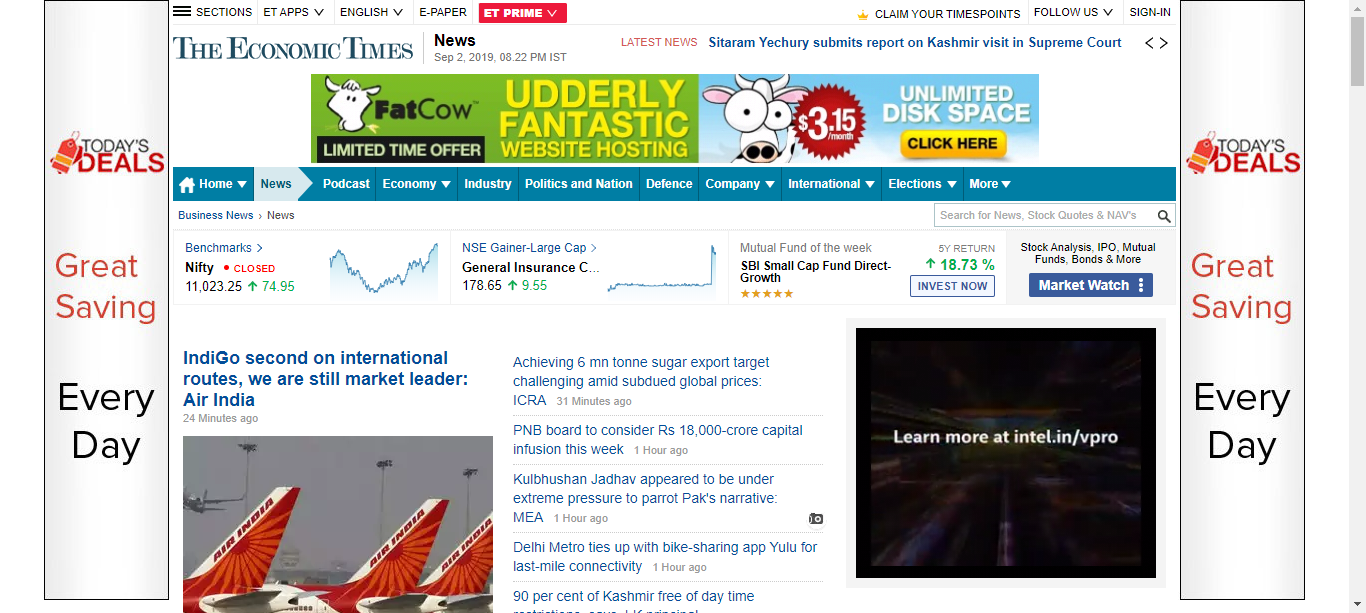 SECTIONS
ET APPS
ENGLISH
E-PAPER
ET PRIME
CLAIM YOUR TIMESPOINTS
FOLLOW US
SIGN-IN
THE ECONOMIC TIMES
News
Sep 2, 2019, 08.22 PM IST
LATEST NEWS
Sitaram Yechury submits report on Kashmir visit in Supreme Court
FatCow™
LIMITED TIME OFFER
UDDERLY
FANTASTIC
WEBSITE HOSTING
$3.15
/month
UNLIMITED
DISK SPACE
CLICK HERE
TODAY'S
DEALS
Great
Saving
Every
Day
Home
News
Podcast
Economy
Industry
Politics and Nation
Defence
Company
International
Elections
More
Business News › News
Search for News, Stock Quotes & NAV's
Benchmarks
Nifty
CLOSED
11,023.25 ↑ 74.95
NSE Gainer-Large Cap
General Insurance C...
178.65 ↑ 9.55
Mutual Fund of the week
SBI Small Cap Fund Direct-
Growth
★★★★★
5Y RETURN
↑ 18.73 %
INVEST NOW
Stock Analysis, IPO, Mutual
Funds, Bonds & More
Market Watch
IndiGo second on international
routes, we are still market leader:
Air India
24 Minutes ago
AIR INDIA
AIR INDIA
AIR INDIA
Achieving 6 mn tonne sugar export target
challenging amid subdued global prices:
ICRA 31 Minutes ago
PNB board to consider Rs 18,000-crore capital
infusion this week 1 Hour ago
Kulbhushan Jadhav appeared to be under
extreme pressure to parrot Pak's narrative:
MEA 1 Hour ago
Delhi Metro ties up with bike-sharing app Yulu for
last-mile connectivity 1 Hour ago
90 per cent of Kashmir free of day time
Learn more at intel.in/vpro
TODAY'S
DEALS
Great
Saving
Every
Day